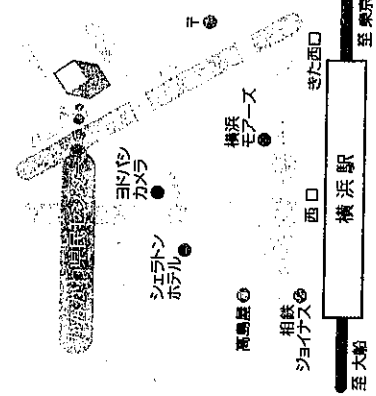 〒
ヨドバシ
カメラ
横浜
モアーズ
シェラトン
ホテル
高島屋
相鉄
ジョイナス
西口
きた西口
横浜駅
至 大船
至 東京